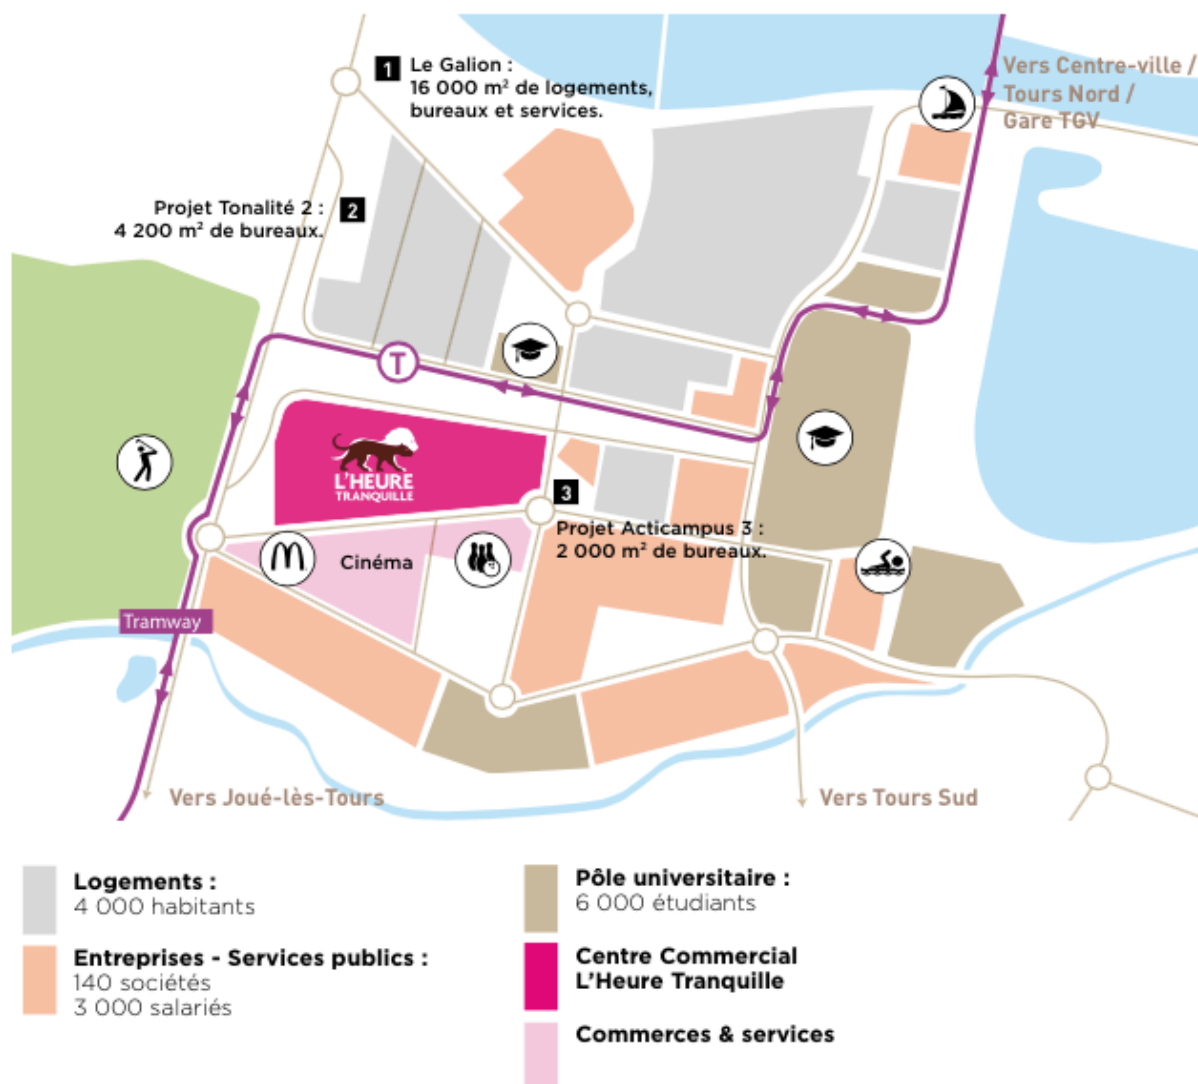 1 Le Galion :
16 000 m² de logements,
bureaux et services.
Vers Centre-ville /
Tours Nord /
Gare TGV
Projet Tonalité 2 : 2
4 200 m² de bureaux.
T
L'HEURE
TRANQUILLE
3
Projet Acticampus 3 :
2 000 m² de bureaux.
Cinéma
Tramway
Vers Joué-lès-Tours
Vers Tours Sud
Logements :
4 000 habitants
Entreprises - Services publics :
140 sociétés
3 000 salariés
Pôle universitaire :
6 000 étudiants
Centre Commercial
L'Heure Tranquille
Commerces & services